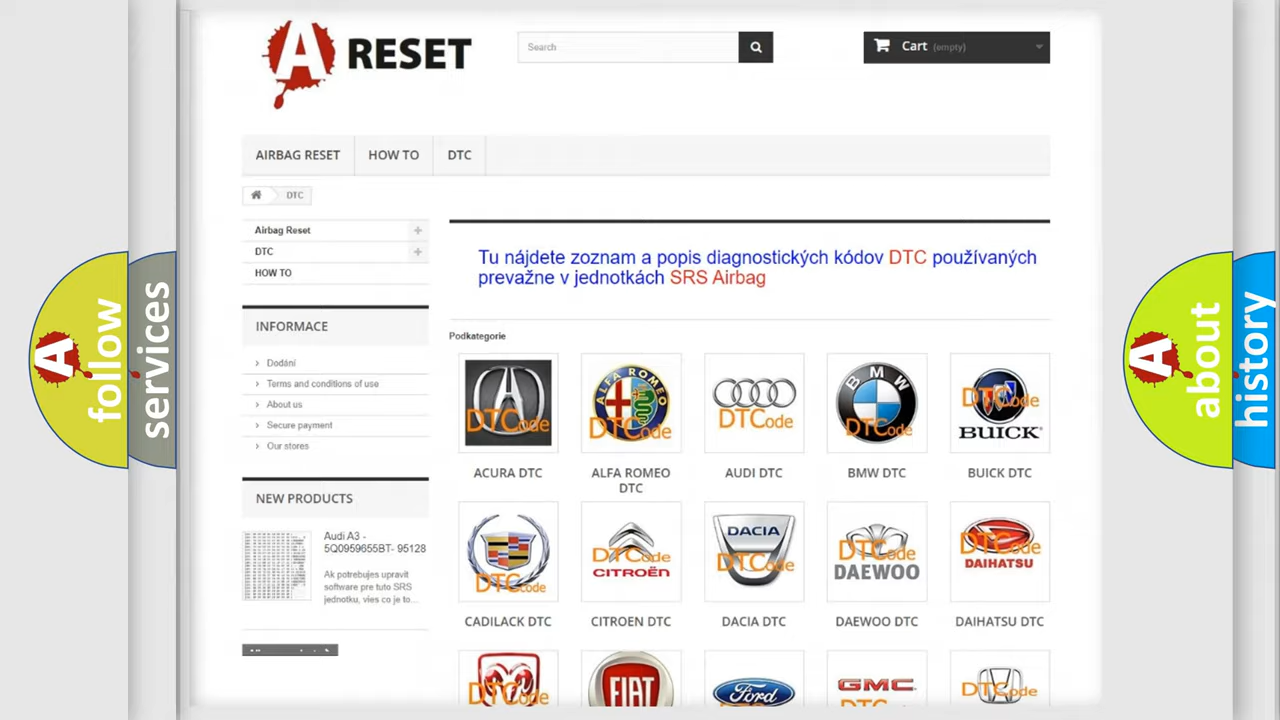 A RESET
Search
Cart (empty)
AIRBAG RESET
HOW TO
DTC
DTC
Airbag Reset
DTC
HOW TO
INFORMACE
Dodání
Terms and conditions of use
About us
Secure payment
Our stores
NEW PRODUCTS
Audi A3 -
5Q0959655BT- 95128
Ak potrebujes upravit
software pre tuto SRS
jednotku, vies co je to...
Tu nájdete zoznam a popis diagnostických kódov DTC používaných
prevažne v jednotkách SRS Airbag
Podkategorie
DTCode
ALFA ROMEO
DTCode
DTCode
BMW
DTCode
DTCode
BUICK
ACURA DTC
ALFA ROMEO
DTC
AUDI DTC
BMW DTC
BUICK DTC
DTCode
DTCode
CITROËN
DACIA
DTCode
DTCode
DAEWOO
DTCode
DAIHATSU
CADILACK DTC
CITROEN DTC
DACIA DTC
DAEWOO DTC
DAIHATSU DTC
DTCode
FIAT
Ford
GMC
DTCode
A follow
services
A about
history